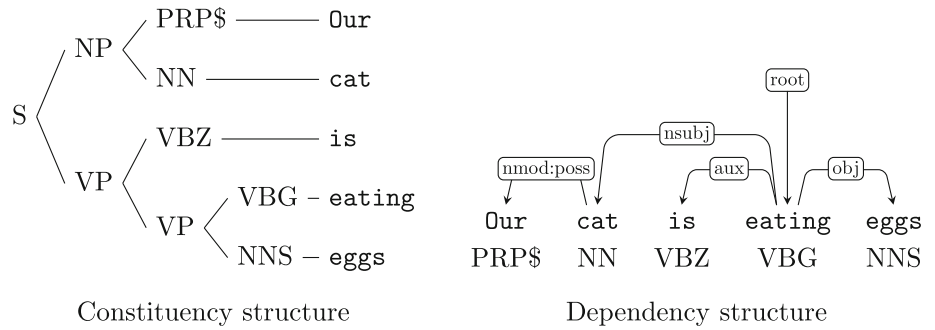 PRP$ Our
NP
NN cat
S
VBZ is
VP
VBG eating
VP
NNS eggs
Constituency structure
root
nsubj
nmod:poss aux obj
Our cat is eating eggs
PRP$ NN VBZ VBG NNS
Dependency structure